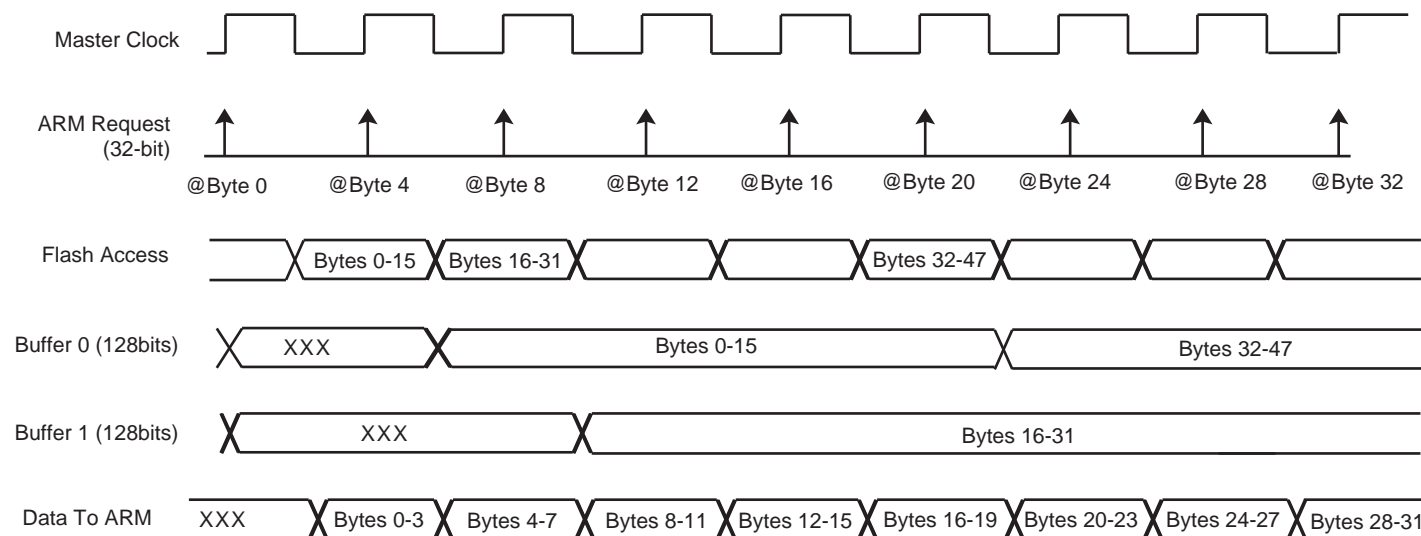 Master Clock
ARM Request
(32-bit)
@Byte 0 @Byte 4 @Byte 8 @Byte 12 @Byte 16 @Byte 20 @Byte 24 @Byte 28 @Byte 32
Flash Access Bytes 0-15 Bytes 16-31 Bytes 32-47
Buffer 0 (128bits) XXX Bytes 0-15 Bytes 32-47
Buffer 1 (128bits) XXX Bytes 16-31
Data To ARM XXX Bytes 0-3 Bytes 4-7 Bytes 8-11 Bytes 12-15 Bytes 16-19 Bytes 20-23 Bytes 24-27 Bytes 28-31